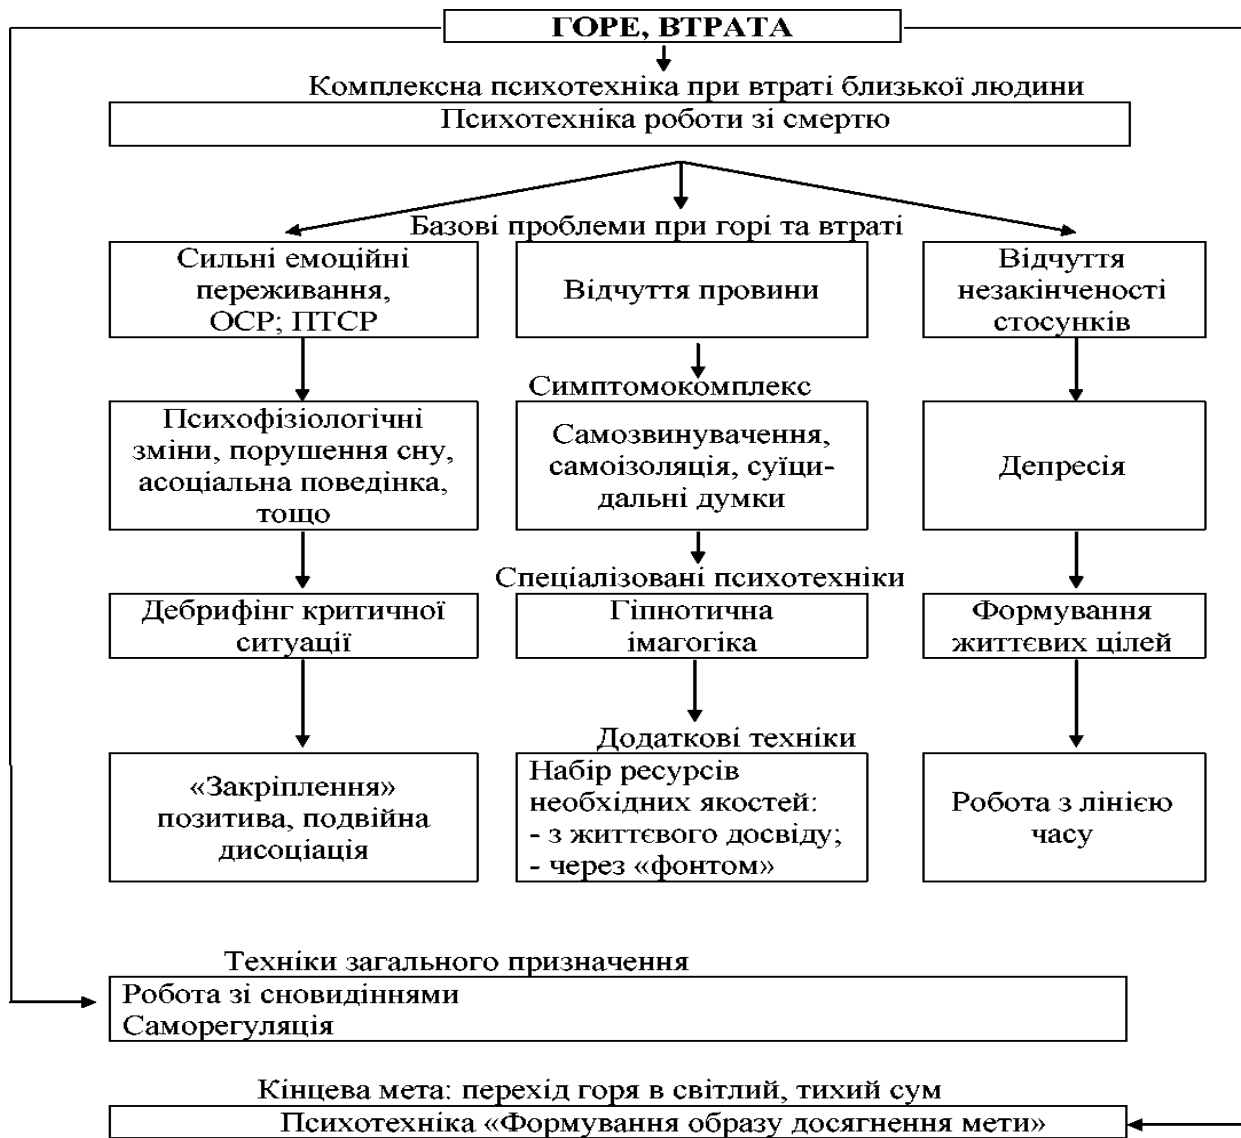 ГОРЕ, ВТРАТА
Комплексна психотехніка при втраті близької людини
Психотехніка роботи зі смертю
Базові проблеми при горі та втраті
Сильні емоційні
переживання,
ОСР; ПТСР
Відчуття провини
Відчуття
незакінченості
стосунків
Симптомокомплекс
Психофізіологічні
зміни, порушення сну,
асоціальна поведінка,
тощо
Самозвинувачення,
самоізоляція, суїци-
дальні думки
Депресія
Спеціалізовані психотехніки
Дебрифінг критичної
ситуації
Гіпнотична
імагогіка
Формування
життєвих цілей
Додаткові техніки
«Закріплення»
позитива, подвійна
дисоціація
Набір ресурсів
необхідних якостей:
- з життєвого досвіду;
- через «фонтом»
Робота з лінією
часу
Техніки загального призначення
Робота зі сновидіннями
Саморегуляція
Кінцева мета: перехід горя в світлий, тихий сум
Психотехніка «Формування образу досягнення мети»